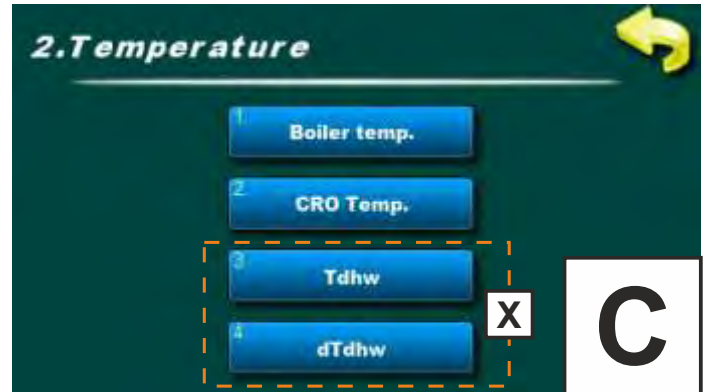 2.Temperature
1
Boiler temp.
2
CRO Temp.
3
Tdhw
X
4
dTdhw
C